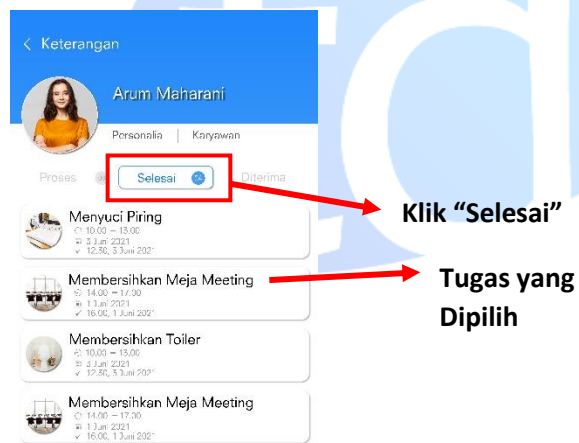 Keterangan
Arum Maharani
Personalia | Karyawan
Proses
Selesai
Diterima
Klik "Selesai"
Menyuci Piring
10.00 – 13.00
3 Juni 2021
12.30, 3 Juni 2021
Membersihkan Meja Meeting
14.00 – 17.00
1 Juni 2021
16.00, 1 Juni 2021
Tugas yang
Dipilih
Membersihkan Toiler
10.00 – 13.00
3 Juni 2021
12.30, 3 Juni 2021
Membersihkan Meja Meeting
14.00 – 17.00
1 Juni 2021
16.00, 1 Juni 2021